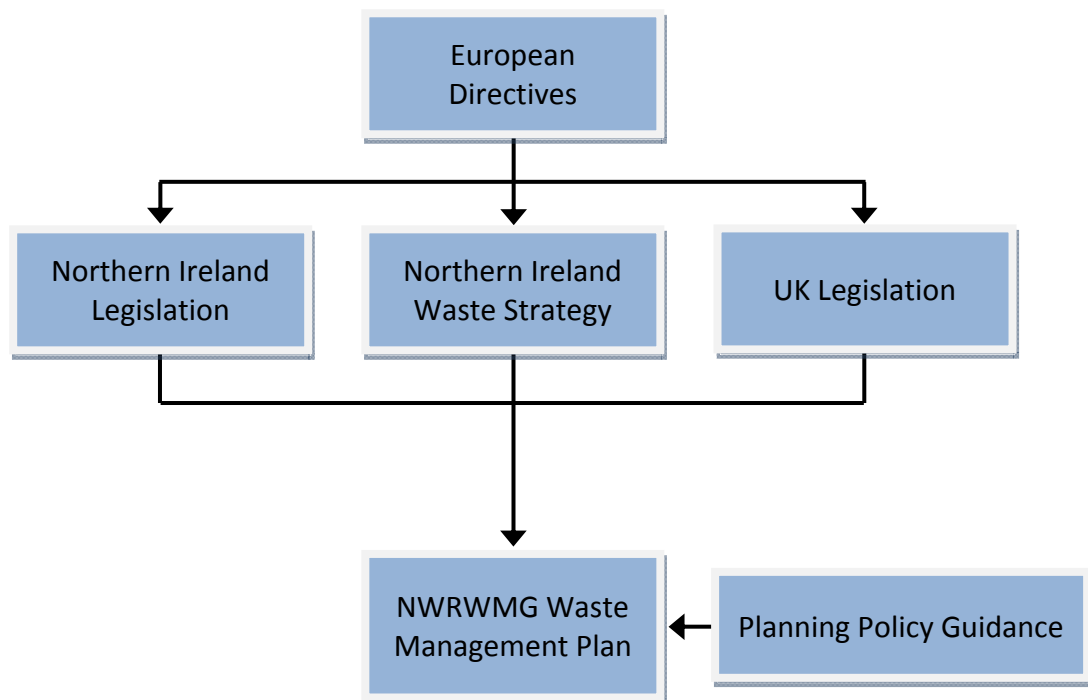 European
Directives
Northern Ireland
Legislation
Northern Ireland
Waste Strategy
UK Legislation
NWRWMG Waste
Management Plan
Planning Policy Guidance